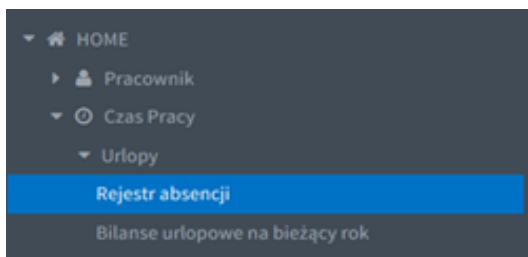 HOME
Pracownik
Czas Pracy
Urlopy
Rejestr absencji
Bilanse urlopowe na bieżący rok